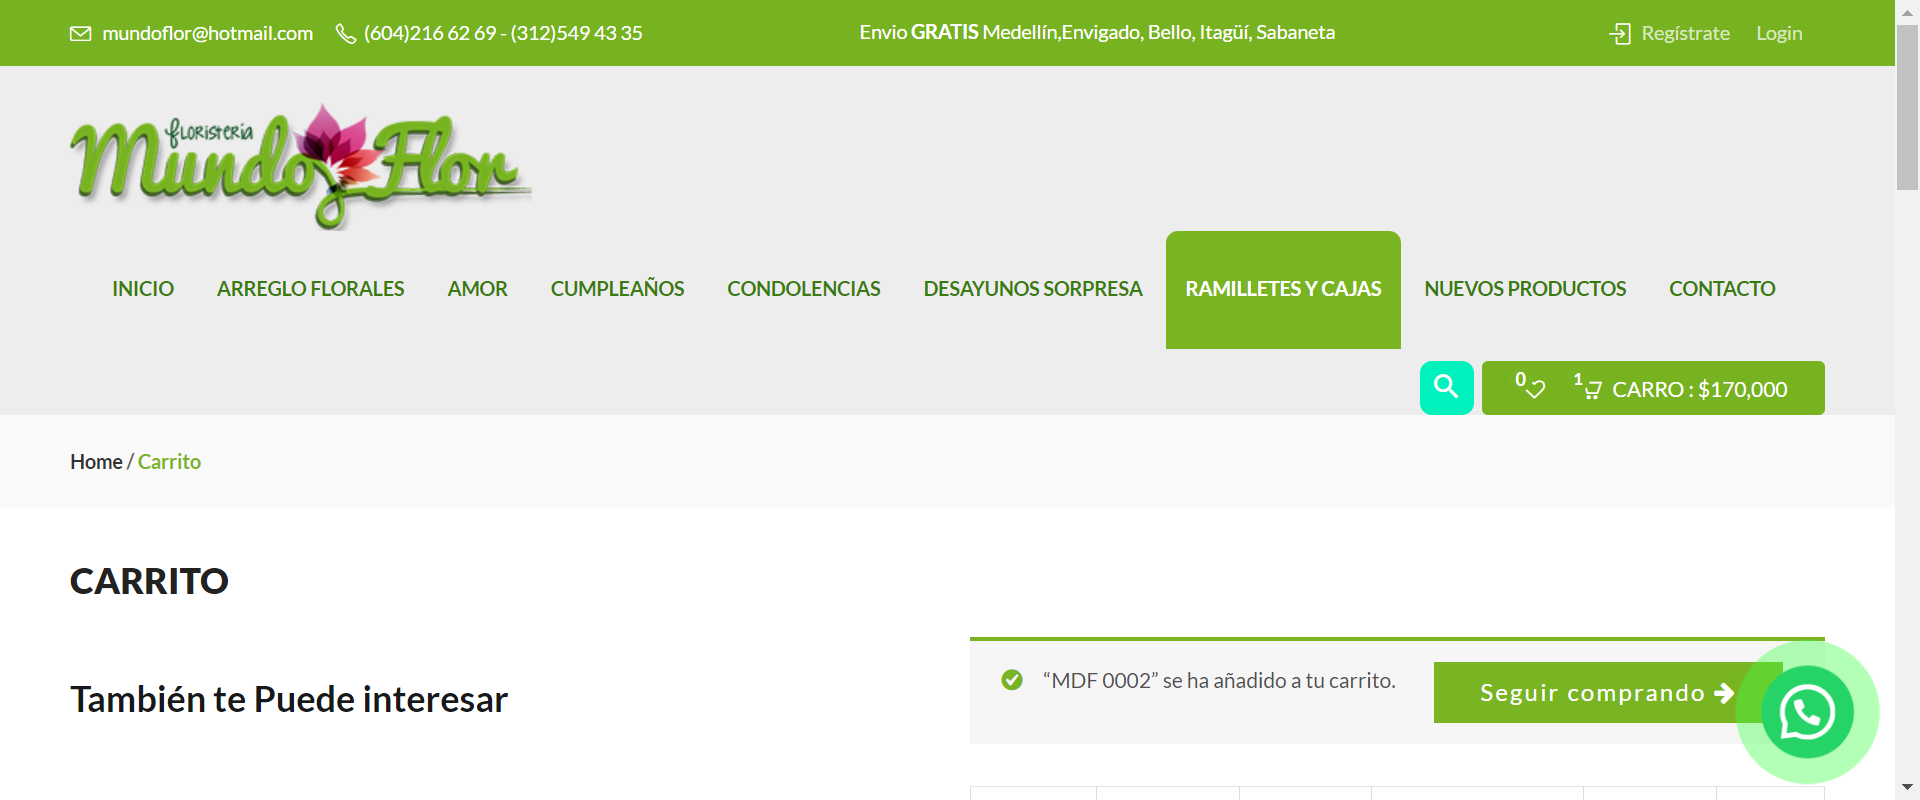 mundoflor@hotmail.com (604)216 62 69 - (312)549 43 35 Envio GRATIS Medellín,Envigado, Bello, Itagüí, Sabaneta Regístrate Login
floristería
Mundo Flor
INICIO ARREGLO FLORALES AMOR CUMPLEAÑOS CONDOLENCIAS DESAYUNOS SORPRESA RAMILLETES Y CAJAS NUEVOS PRODUCTOS CONTACTO
0 1 CARRO : $170,000
Home / Carrito
CARRITO
También te Puede interesar
“MDF 0002” se ha añadido a tu carrito. Seguir comprando